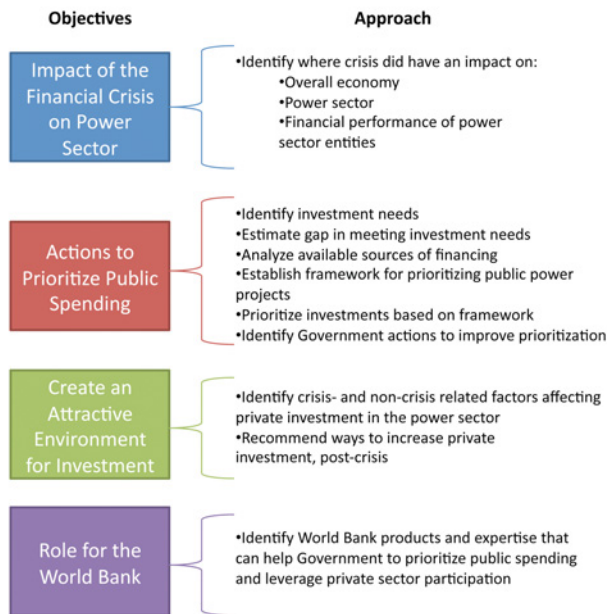 Objectives
Approach
Impact of the
Financial Crisis
on Power
Sector
•Identify where crisis did have an impact on:
•Overall economy
•Power sector
•Financial performance of power
sector entities
Actions to
Prioritize Public
Spending
•Identify investment needs
•Estimate gap in meeting investment needs
•Analyze available sources of financing
•Establish framework for prioritizing public power
projects
•Prioritize investments based on framework
•Identify Government actions to improve prioritization
Create an
Attractive
Environment
for Investment
•Identify crisis- and non-crisis related factors affecting
private investment in the power sector
•Recommend ways to increase private
investment, post-crisis
Role for the
World Bank
•Identify World Bank products and expertise that
can help Government to prioritize public spending
and leverage private sector participation